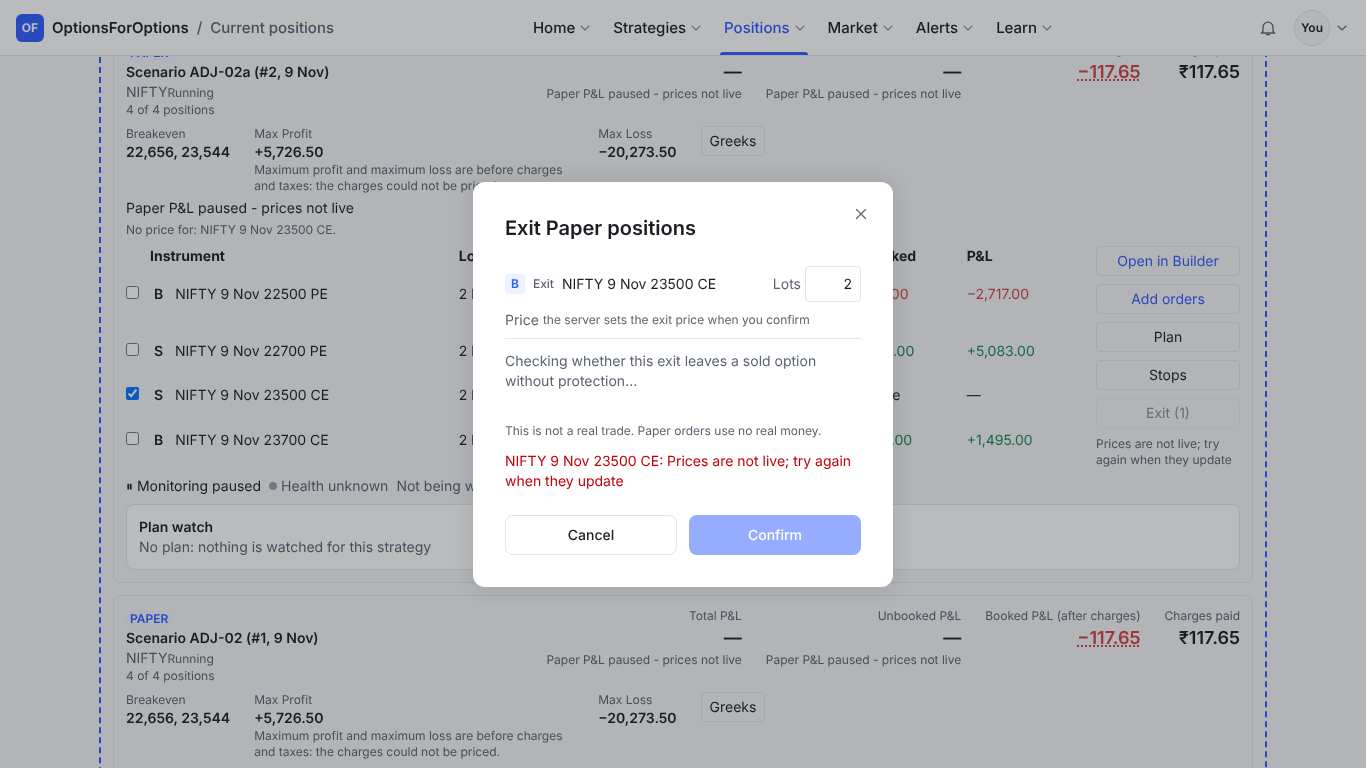 OF OptionsForOptions / Current positions Home Strategies Positions Market Alerts Learn You
Scenario ADJ-02a (#2, 9 Nov) — — −117.65 ₹117.65
NIFTYRunning Paper P&L paused - prices not live Paper P&L paused - prices not live
4 of 4 positions
Breakeven Max Profit Max Loss Greeks
22,656, 23,544 +5,726.50 −20,273.50
Maximum profit and maximum loss are before charges
and taxes: the charges could not be
Paper P&L paused - prices not live
No price for: NIFTY 9 Nov 23500 CE.
Instrument P&L
B NIFTY 9 Nov 22500 PE 2 −2,717.00
S NIFTY 9 Nov 22700 PE 2 +5,083.00
S NIFTY 9 Nov 23500 CE 2 —
B NIFTY 9 Nov 23700 CE 2 +1,495.00
Open in Builder
Add orders
Plan
Stops
Exit (1)
Prices are not live; try
again when they update
Monitoring paused Health unknown Not being
Plan watch
No plan: nothing is watched for this strategy
Exit Paper positions
B Exit NIFTY 9 Nov 23500 CE Lots 2
Price the server sets the exit price when you confirm
Checking whether this exit leaves a sold option
without protection...
This is not a real trade. Paper orders use no real money.
NIFTY 9 Nov 23500 CE: Prices are not live; try again
when they update
Cancel Confirm
PAPER Total P&L Unbooked P&L Booked P&L (after charges) Charges paid
Scenario ADJ-02 (#1, 9 Nov) — — −117.65 ₹117.65
NIFTYRunning Paper P&L paused - prices not live Paper P&L paused - prices not live
4 of 4 positions
Breakeven Max Profit Max Loss Greeks
22,656, 23,544 +5,726.50 −20,273.50
Maximum profit and maximum loss are before charges
and taxes: the charges could not be priced.